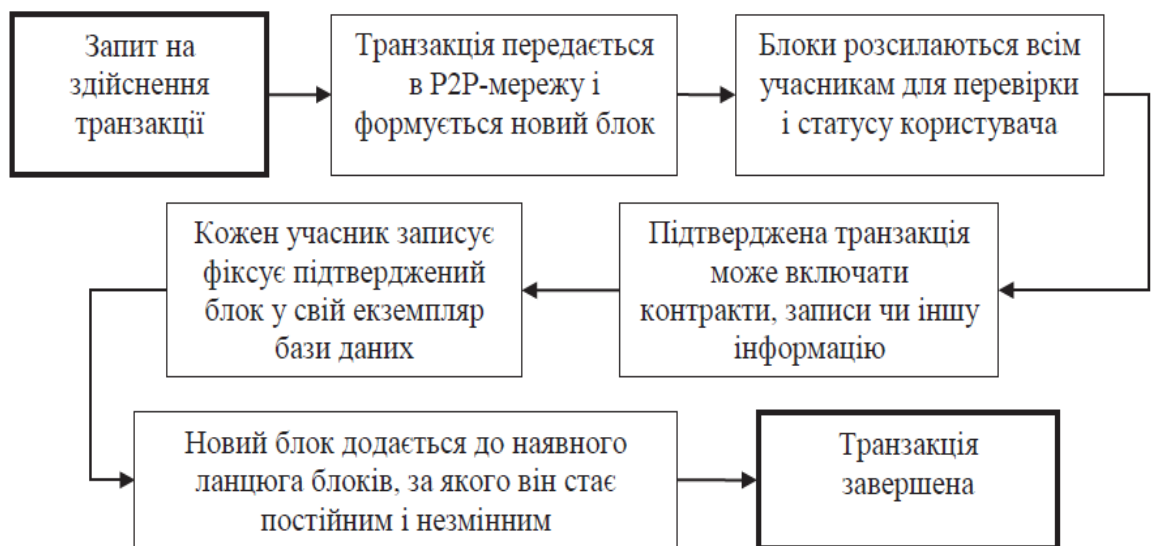 Запит на
здійснення
транзакції
Транзакція передається
в P2P-мережу і
формується новий блок
Блоки розсилаються всім
учасникам для перевірки
і статусу користувача
Підтверджена транзакція
може включати
контракти, записи чи іншу
інформацію
Кожен учасник записує
фіксує підтверджений
блок у свій екземпляр
бази даних
Новий блок додається до наявного
ланцюга блоків, за якого він стає
постійним і незмінним
Транзакція
завершена